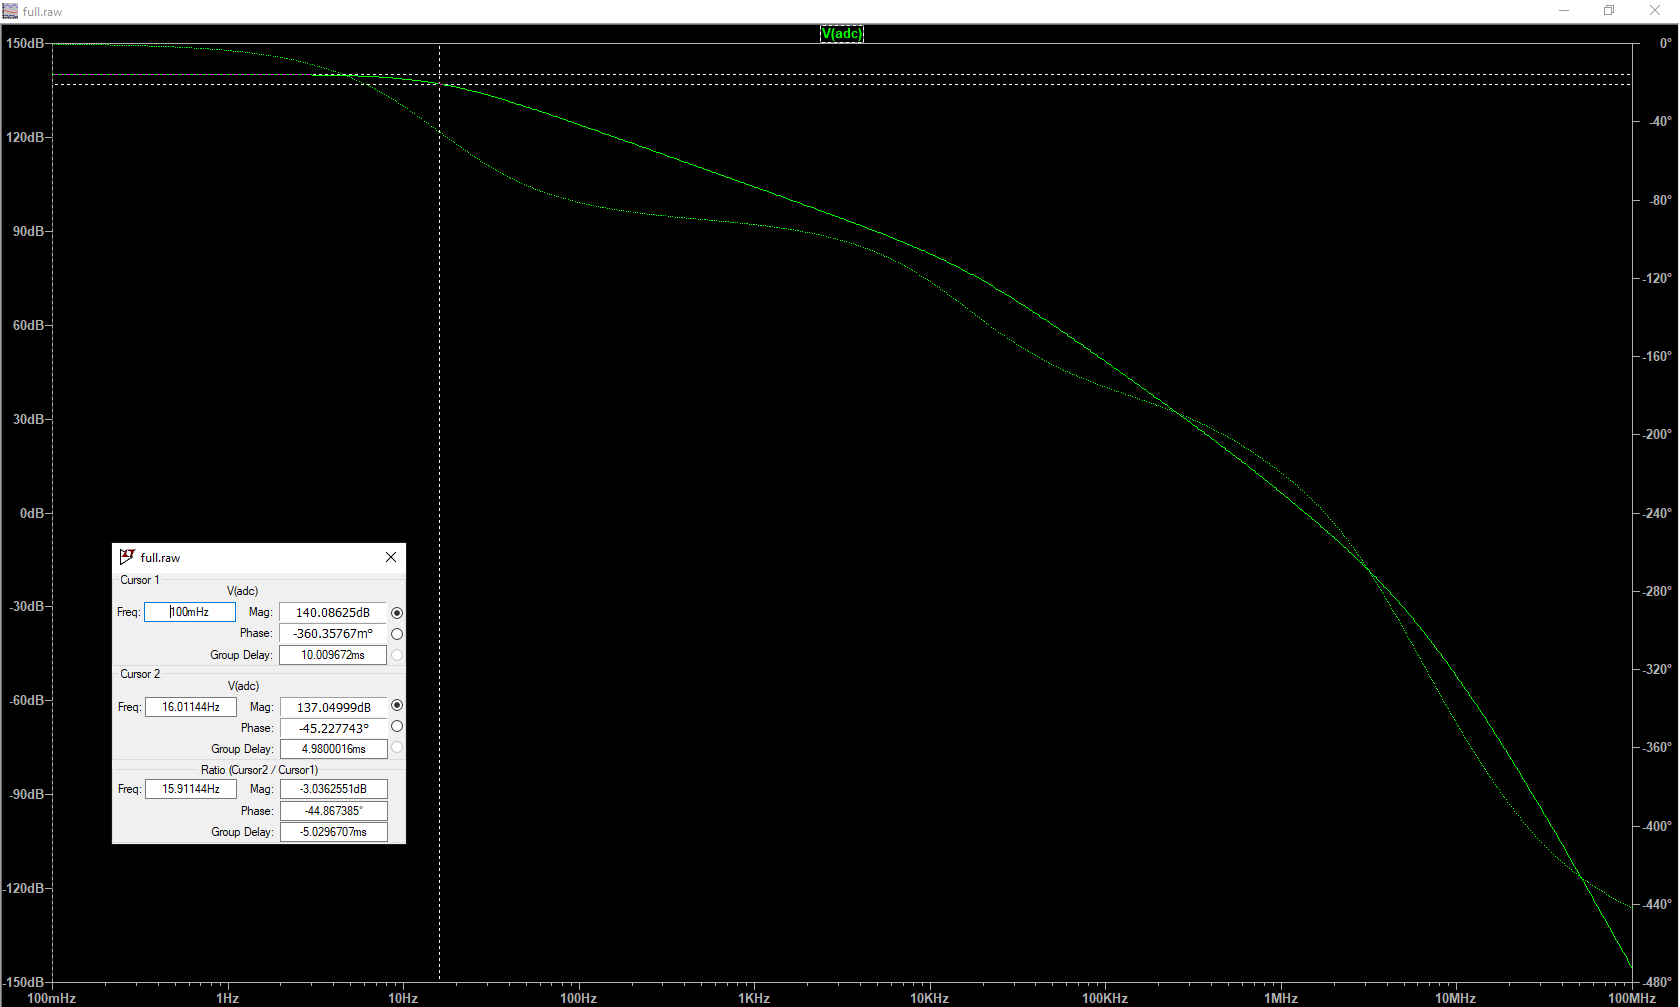 full.raw
V(adc)
150dB
120dB
90dB
60dB
30dB
0dB
-30dB
-60dB
-90dB
-120dB
-150dB
0°
-40°
-80°
-120°
-160°
-200°
-240°
-280°
-320°
-360°
-400°
-440°
-480°
100mHz 1Hz 10Hz 100Hz 1KHz 10KHz 100KHz 1MHz 10MHz 100MHz
full.raw
Cursor 1
V(adc)
Freq: 100mHz Mag: 140.08625dB
Phase: -360.35767m°
Group Delay: 10.009672ms
Cursor 2
V(adc)
Freq: 16.01144Hz Mag: 137.04999dB
Phase: -45.227743°
Group Delay: 4.9800016ms
Ratio (Cursor2 / Cursor1)
Freq: 15.91144Hz Mag: -3.0362551dB
Phase: -44.867385°
Group Delay: -5.0296707ms